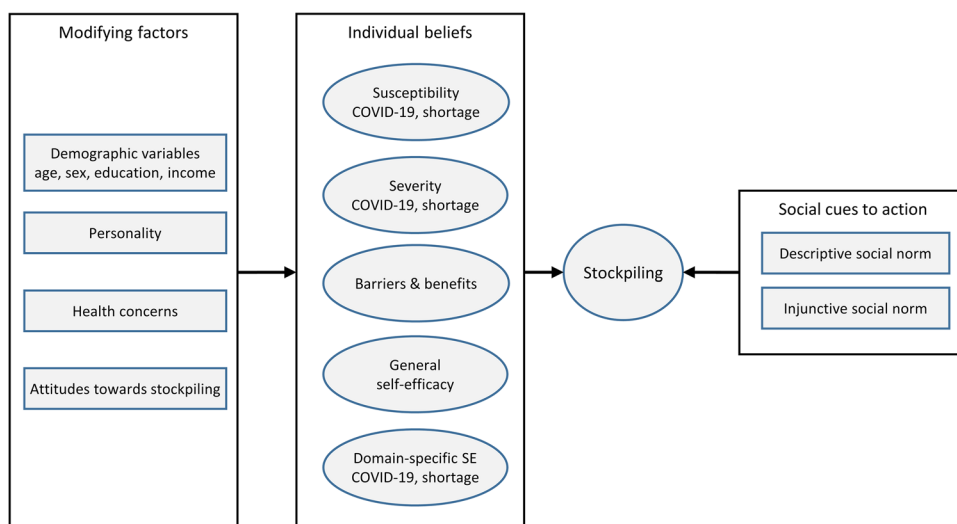 Modifying factors
Demographic variables
age, sex, education, income
Personality
Health concerns
Attitudes towards stockpiling
Individual beliefs
Susceptibility
COVID-19, shortage
Severity
COVID-19, shortage
Barriers & benefits
General
self-efficacy
Domain-specific SE
COVID-19, shortage
Stockpiling
Social cues to action
Descriptive social norm
Injunctive social norm